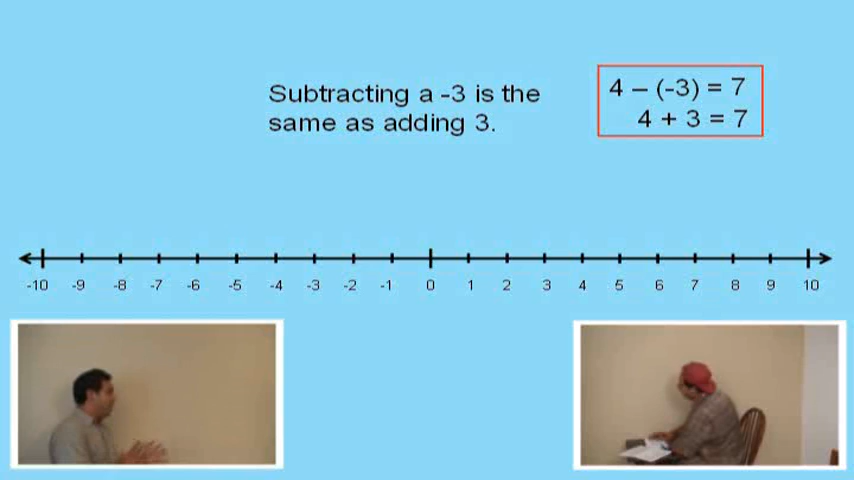 Subtracting a -3 is the
same as adding 3.
4 – (-3) = 7
4 + 3 = 7
-10 -9 -8 -7 -6 -5 -4 -3 -2 -1 0 1 2 3 4 5 6 7 8 9 10